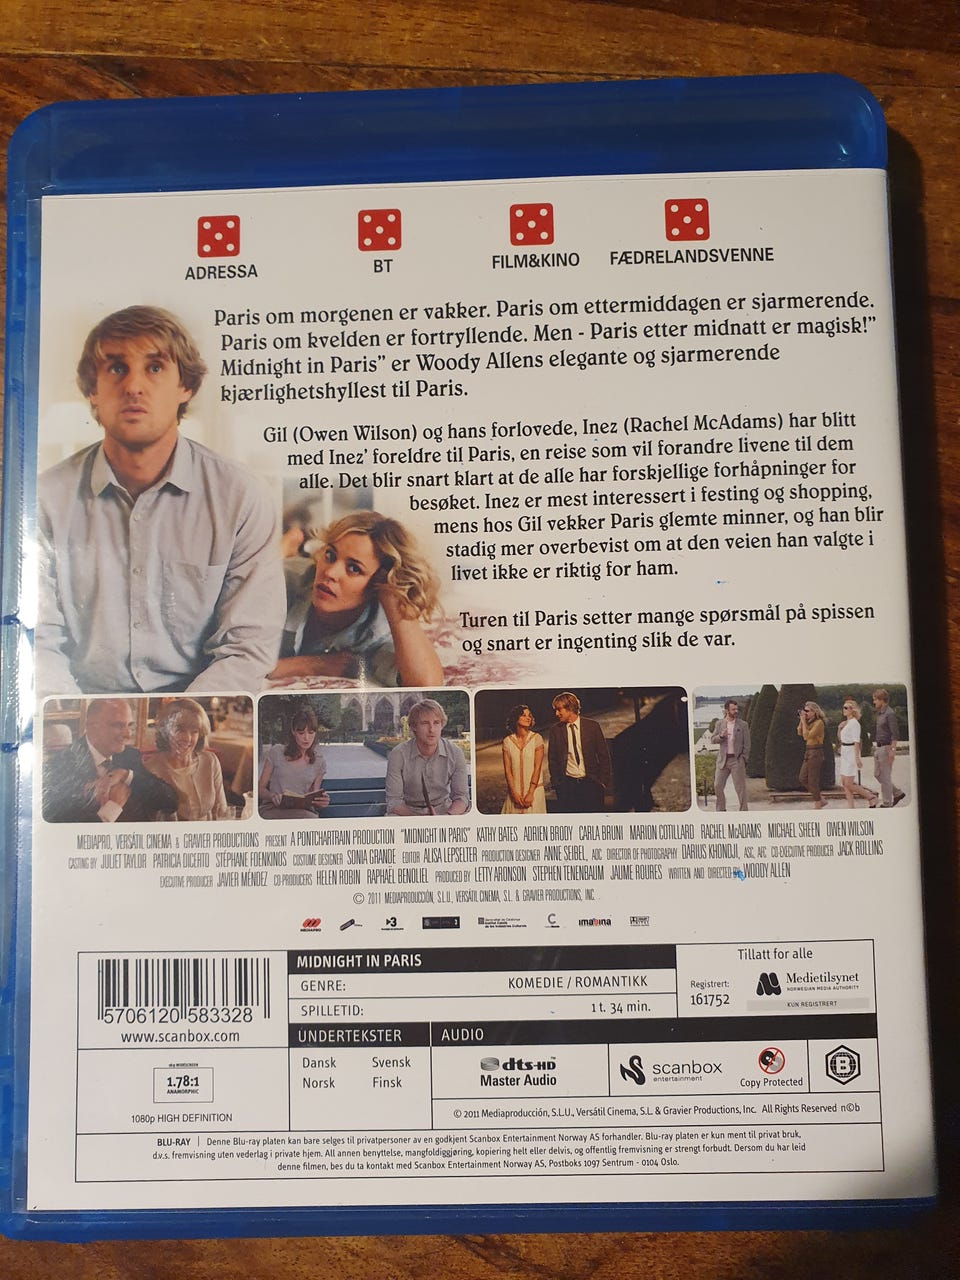 ADRESSA
BT
FILM&KINO
FÆDRELANDSVENNE
Paris om morgenen er vakker. Paris om ettermiddagen er sjarmerende.
Paris om kvelden er fortryllende. Men - Paris etter midnatt er magisk!”
Midnight in Paris” er Woody Allens elegante og sjarmerende
kjærlighetshyllest til Paris.
Gil (Owen Wilson) og hans forlovede, Inez (Rachel McAdams) har blitt
med Inez’ foreldre til Paris, en reise som vil forandre livene til dem
alle. Det blir snart klart at de alle har forskjellige forhåpninger for
besøket. Inez er mest interessert i festing og shopping,
mens hos Gil vekker Paris glemte minner, og han blir
stadig mer overbevist om at den veien han valgte i
livet ikke er riktig for ham.
Turen til Paris setter mange spørsmål på spissen
og snart er ingenting slik de var.
MEDIAPRO, VERSÁTIL CINEMA & GRAVIER PRODUCTIONS PRESENT A PONTCHARTRAIN PRODUCTION “MIDNIGHT IN PARIS” KATHY BATES ADRIEN BRODY CARLA BRUNI MARION COTILLARD RACHEL McADAMS MICHAEL SHEEN OWEN WILSON
CASTING BY JULIET TAYLOR PATRICIA DICERTO STÉPHANE FOENKINOS COSTUME DESIGNER SONIA GRANDE EDITOR ALISA LEPSELTER PRODUCTION DESIGNER ANNE SEIBEL, ADC DIRECTOR OF PHOTOGRAPHY DARIUS KHONDJI, ASC, AFC CO-EXECUTIVE PRODUCER JACK ROLLINS
EXECUTIVE PRODUCER JAVIER MÉNDEZ CO-PRODUCERS HELEN ROBIN RAPHAËL BENOLIEL PRODUCED BY LETTY ARONSON STEPHEN TENENBAUM JAUME ROURES WRITTEN AND DIRECTED BY WOODY ALLEN
© 2011 MEDIAPRODUCCIÓN, S.L.U., VERSÁTIL CINEMA, S.L. & GRAVIER PRODUCTIONS, INC.
MEDIAPRO 3 imagina
MIDNIGHT IN PARIS
GENRE: KOMEDIE / ROMANTIKK
SPILLETID: 1 t. 34 min.
Tillatt for alle
Registrert:
161752
Medietilsynet
NORWEGIAN MEDIA AUTHORITY
KUN REGISTRERT
5706120 583328
www.scanbox.com
UNDERTEKSTER
Dansk Svensk
Norsk Finsk
AUDIO
dts-HD
Master Audio
scanbox
entertainment
Copy Protected
B
16:9 WIDESCREEN
1.78:1
ANAMORPHIC
1080p HIGH DEFINITION
© 2011 Mediaproducción, S.L.U., Versátil Cinema, S.L. & Gravier Productions, Inc. All Rights Reserved n©b
BLU-RAY | Denne Blu-ray platen kan bare selges til privatpersoner av en godkjent Scanbox Entertainment Norway AS forhandler. Blu-ray platen er kun ment til privat bruk,
d.v.s. fremvisning uten vederlag i private hjem. All annen benyttelse, mangfoldiggjøring, kopiering helt eller delvis, og offentlig fremvisning er strengt forbudt. Dersom du har leid
denne filmen, bes du ta kontakt med Scanbox Entertainment Norway AS, Postboks 1097 Sentrum - 0104 Oslo.